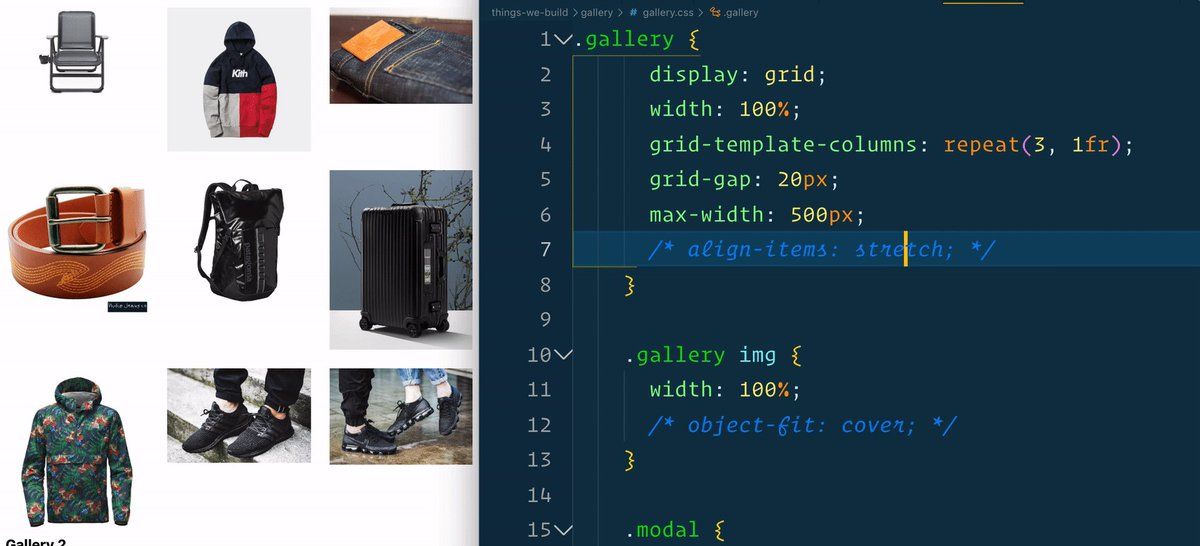 Kith
Gallery 2
things-we-build > gallery > # gallery.css > .gallery
1 .gallery {
2 display: grid;
3 width: 100%;
4 grid-template-columns: repeat(3, 1fr);
5 grid-gap: 20px;
6 max-width: 500px;
7 /* align-items: stretch; */
8 }
9
10 .gallery img {
11 width: 100%;
12 /* object-fit: cover; */
13 }
14
15 .modal {